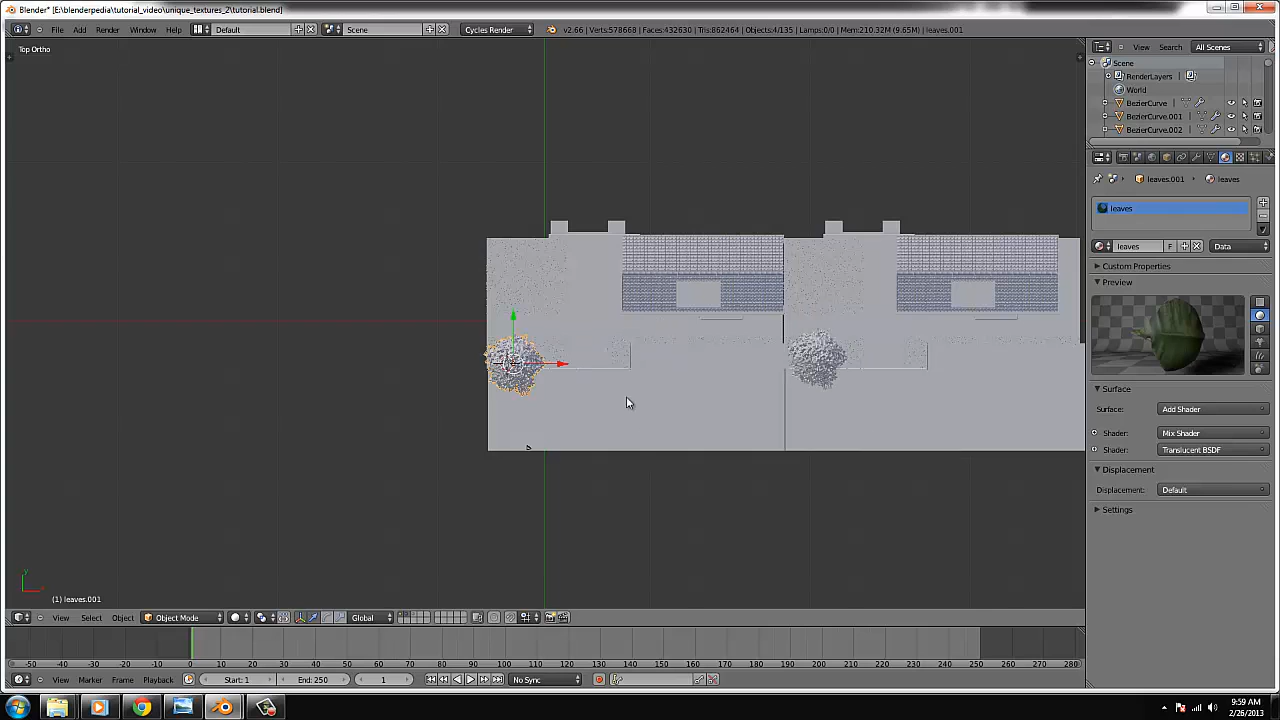 Blender* [E:\blenderpedia\tutorial_video\unique_textures_2\tutorial.blend]
File Add Render Window Help Default Scene Cycles Render v2.66 | Verts:578668 | Faces:432630 | Tris:862464 | Objects:4/135 | Lamps:0/0 | Mem:210.32M (9.65M) | leaves.001
View Search All Scenes
Top Ortho
Scene
RenderLayers |
World
BezierCurve |
BezierCurve.001 |
BezierCurve.002 |
leaves.001 leaves
leaves
leaves F Data
Custom Properties
Preview
Surface
Surface: Add Shader
Shader: Mix Shader
Shader: Translucent BSDF
Displacement
Displacement: Default
Settings
(1) leaves.001
View Select Object Object Mode Global
-50 -40 -30 -20 -10 0 10 20 30 40 50 60 70 80 90 100 110 120 130 140 150 160 170 180 190 200 210 220 230 240 250 260 270 280
View Marker Frame Playback Start: 1 End: 250 1 No Sync
9:59 AM
2/26/2013